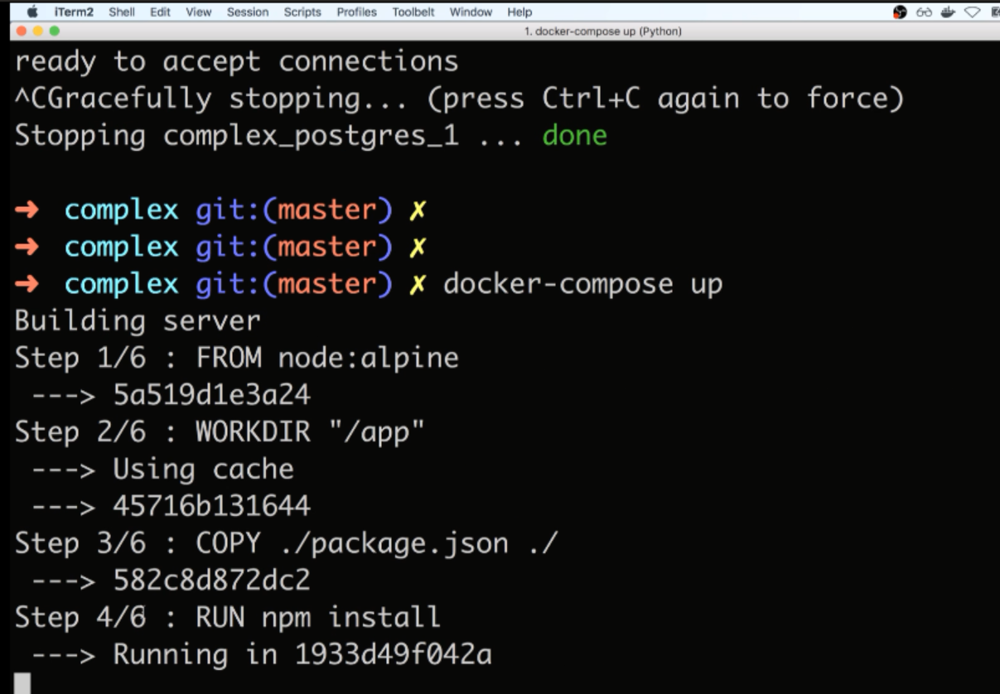 iTerm2 Shell Edit View Session Scripts Profiles Toolbelt Window Help
1. docker-compose up (Python)
ready to accept connections
^CGracefully stopping... (press Ctrl+C again to force)
Stopping complex_postgres_1 ... done
➜ complex git:(master) ✗
➜ complex git:(master) ✗
➜ complex git:(master) ✗ docker-compose up
Building server
Step 1/6 : FROM node:alpine
---> 5a519d1e3a24
Step 2/6 : WORKDIR "/app"
---> Using cache
---> 45716b131644
Step 3/6 : COPY ./package.json ./
---> 582c8d872dc2
Step 4/6 : RUN npm install
---> Running in 1933d49f042a